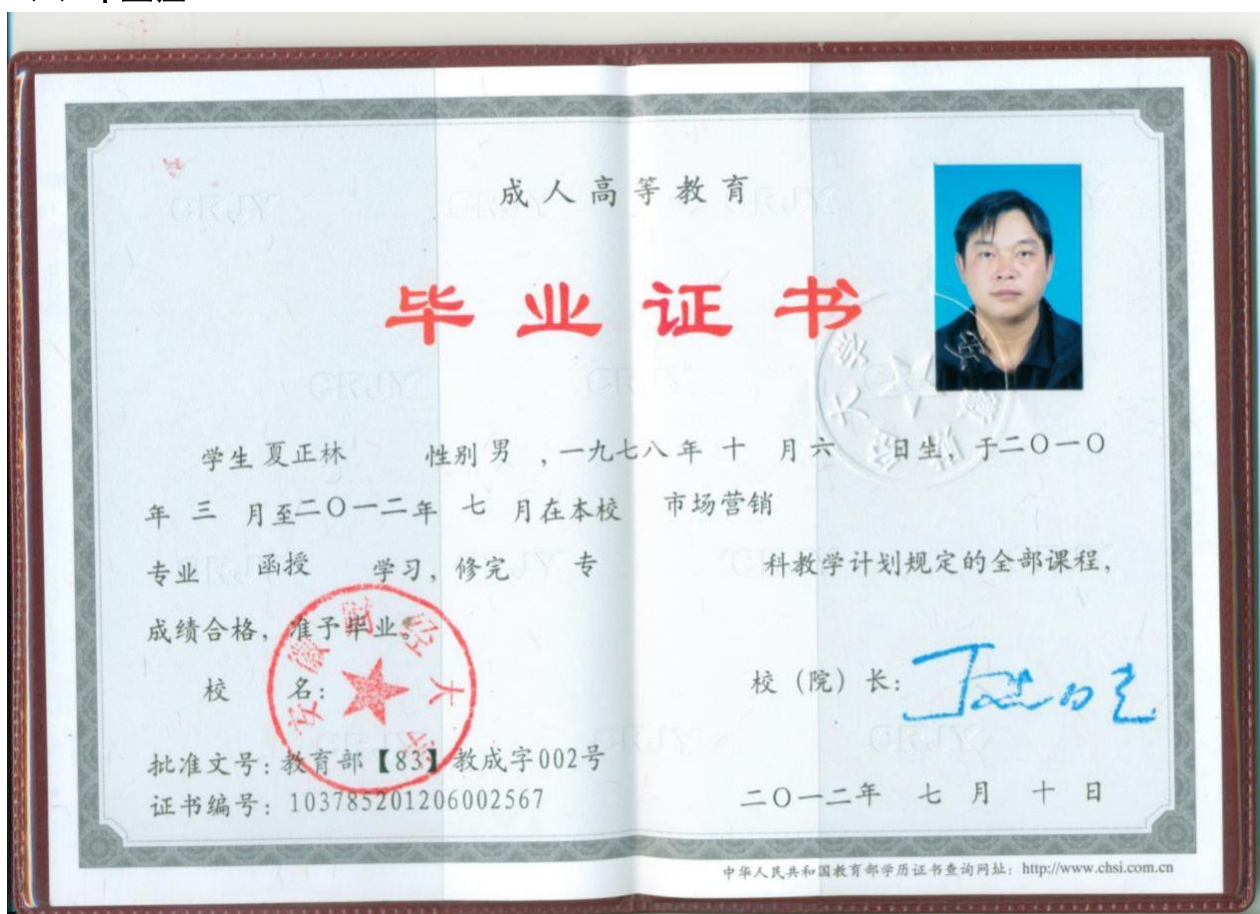 成人高等教育
毕业证书
学生 夏正林 性别 男 ，一九七八年 十 月六 日生，于二〇一〇
年 三 月至二〇一二年 七 月在本校 市场营销
专业 函授 学习，修完 专 科教学计划规定的全部课程，
成绩合格，准予毕业。
校 名：
安徽财经大学
校（院）长：
批准文号：教育部【83】教成字002号
证书编号：103785201206002567
二〇一二年 七 月 十 日
中华人民共和国教育部学历证书查询网址：http://www.chsi.com.cn